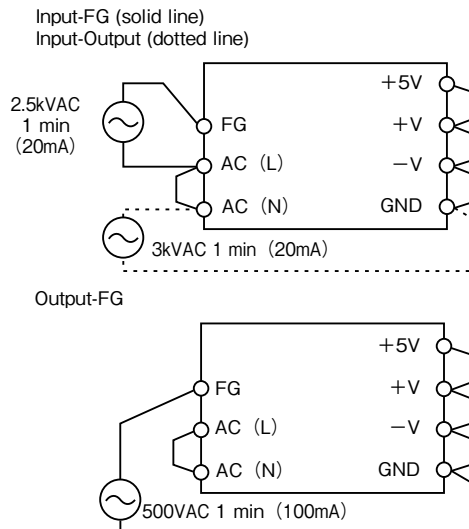 Input-FG (solid line)
Input-Output (dotted line)
2.5kVAC
1 min
(20mA)
+5V
FG
+V
AC (L)
−V
AC (N)
GND
3kVAC 1 min (20mA)
Output-FG
+5V
FG
+V
AC (L)
−V
AC (N)
GND
500VAC 1 min (100mA)